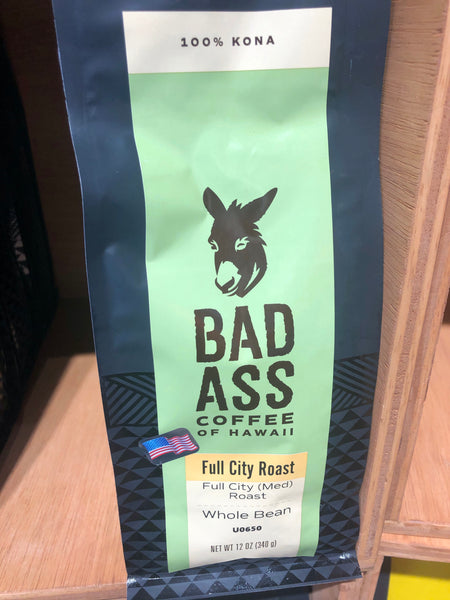 100% KONA
BAD
ASS
COFFEE
OF HAWAII
Full City Roast
Full City (Med)
Roast
Whole Bean
U0650
NET WT 12 OZ (340 g)